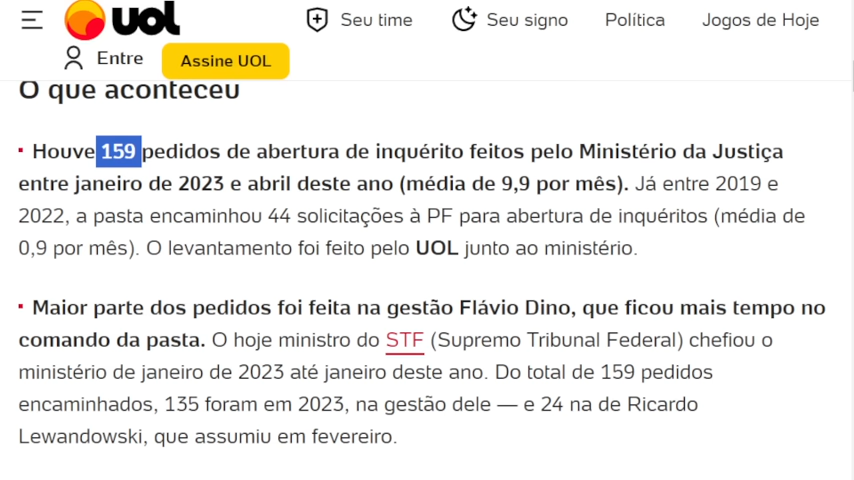 uol Seu time Seu signo Política Jogos de Hoje
Entre Assine UOL
O que aconteceu
Houve 159 pedidos de abertura de inquérito feitos pelo Ministério da Justiça
entre janeiro de 2023 e abril deste ano (média de 9,9 por mês). Já entre 2019 e
2022, a pasta encaminhou 44 solicitações à PF para abertura de inquéritos (média de
0,9 por mês). O levantamento foi feito pelo UOL junto ao ministério.
Maior parte dos pedidos foi feita na gestão Flávio Dino, que ficou mais tempo no
comando da pasta. O hoje ministro do STF (Supremo Tribunal Federal) chefiou o
ministério de janeiro de 2023 até janeiro deste ano. Do total de 159 pedidos
encaminhados, 135 foram em 2023, na gestão dele — e 24 na de Ricardo
Lewandowski, que assumiu em fevereiro.